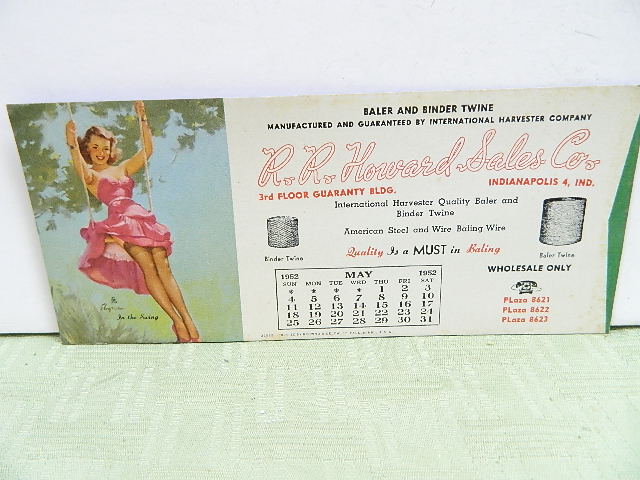 BALER AND BINDER TWINE
MANUFACTURED AND GUARANTEED BY INTERNATIONAL HARVESTER COMPANY
R. R. Howard Sales Co.
3rd FLOOR GUARANTY BLDG.
INDIANAPOLIS 4, IND.
International Harvester Quality Baler and
Binder Twine
American Steel and Wire Baling Wire
Quality Is a MUST in Baling
Binder Twine
Baler Twine
WHOLESALE ONLY
PLaza 8621
PLaza 8622
PLaza 8623
1952 MAY 1952
SUN MON TUE WED THU FRI SAT
* * * * 1 2 3
4 5 6 7 8 9 10
11 12 13 14 15 16 17
18 19 20 21 22 23 24
25 26 27 28 29 30 31
In the Swing